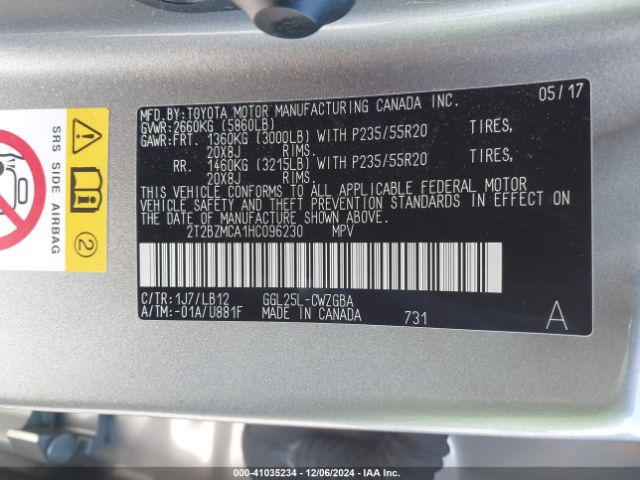 MFD.BY:TOYOTA MOTOR MANUFACTURING CANADA INC. 05/17
GVWR:2660KG (5860LB)
GAWR:FRT. 1360KG (3000LB) WITH P235/55R20 TIRES,
20X8J RIMS,
RR. 1460KG (3215LB) WITH P235/55R20 TIRES,
20X8J RIMS
THIS VEHICLE CONFORMS TO ALL APPLICABLE FEDERAL MOTOR
VEHICLE SAFETY AND THEFT PREVENTION STANDARDS IN EFFECT ON
THE DATE OF MANUFACTURE SHOWN ABOVE.
2T2BZMCA1HC096230 MPV
C/TR:1J7/LB12 GGL25L-CWZGBA
A/TM:-01A/U881F MADE IN CANADA 731 A
SRS SIDE AIRBAG
2
000-41035234 - 12/06/2024 - IAA Inc.